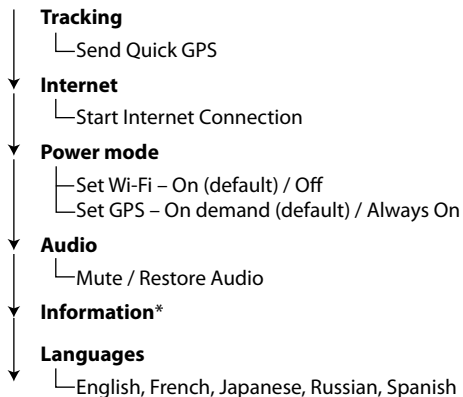 Tracking
Send Quick GPS
Internet
Start Internet Connection
Power mode
Set Wi-Fi – On (default) / Off
Set GPS – On demand (default) / Always On
Audio
Mute / Restore Audio
Information*
Languages
English, French, Japanese, Russian, Spanish